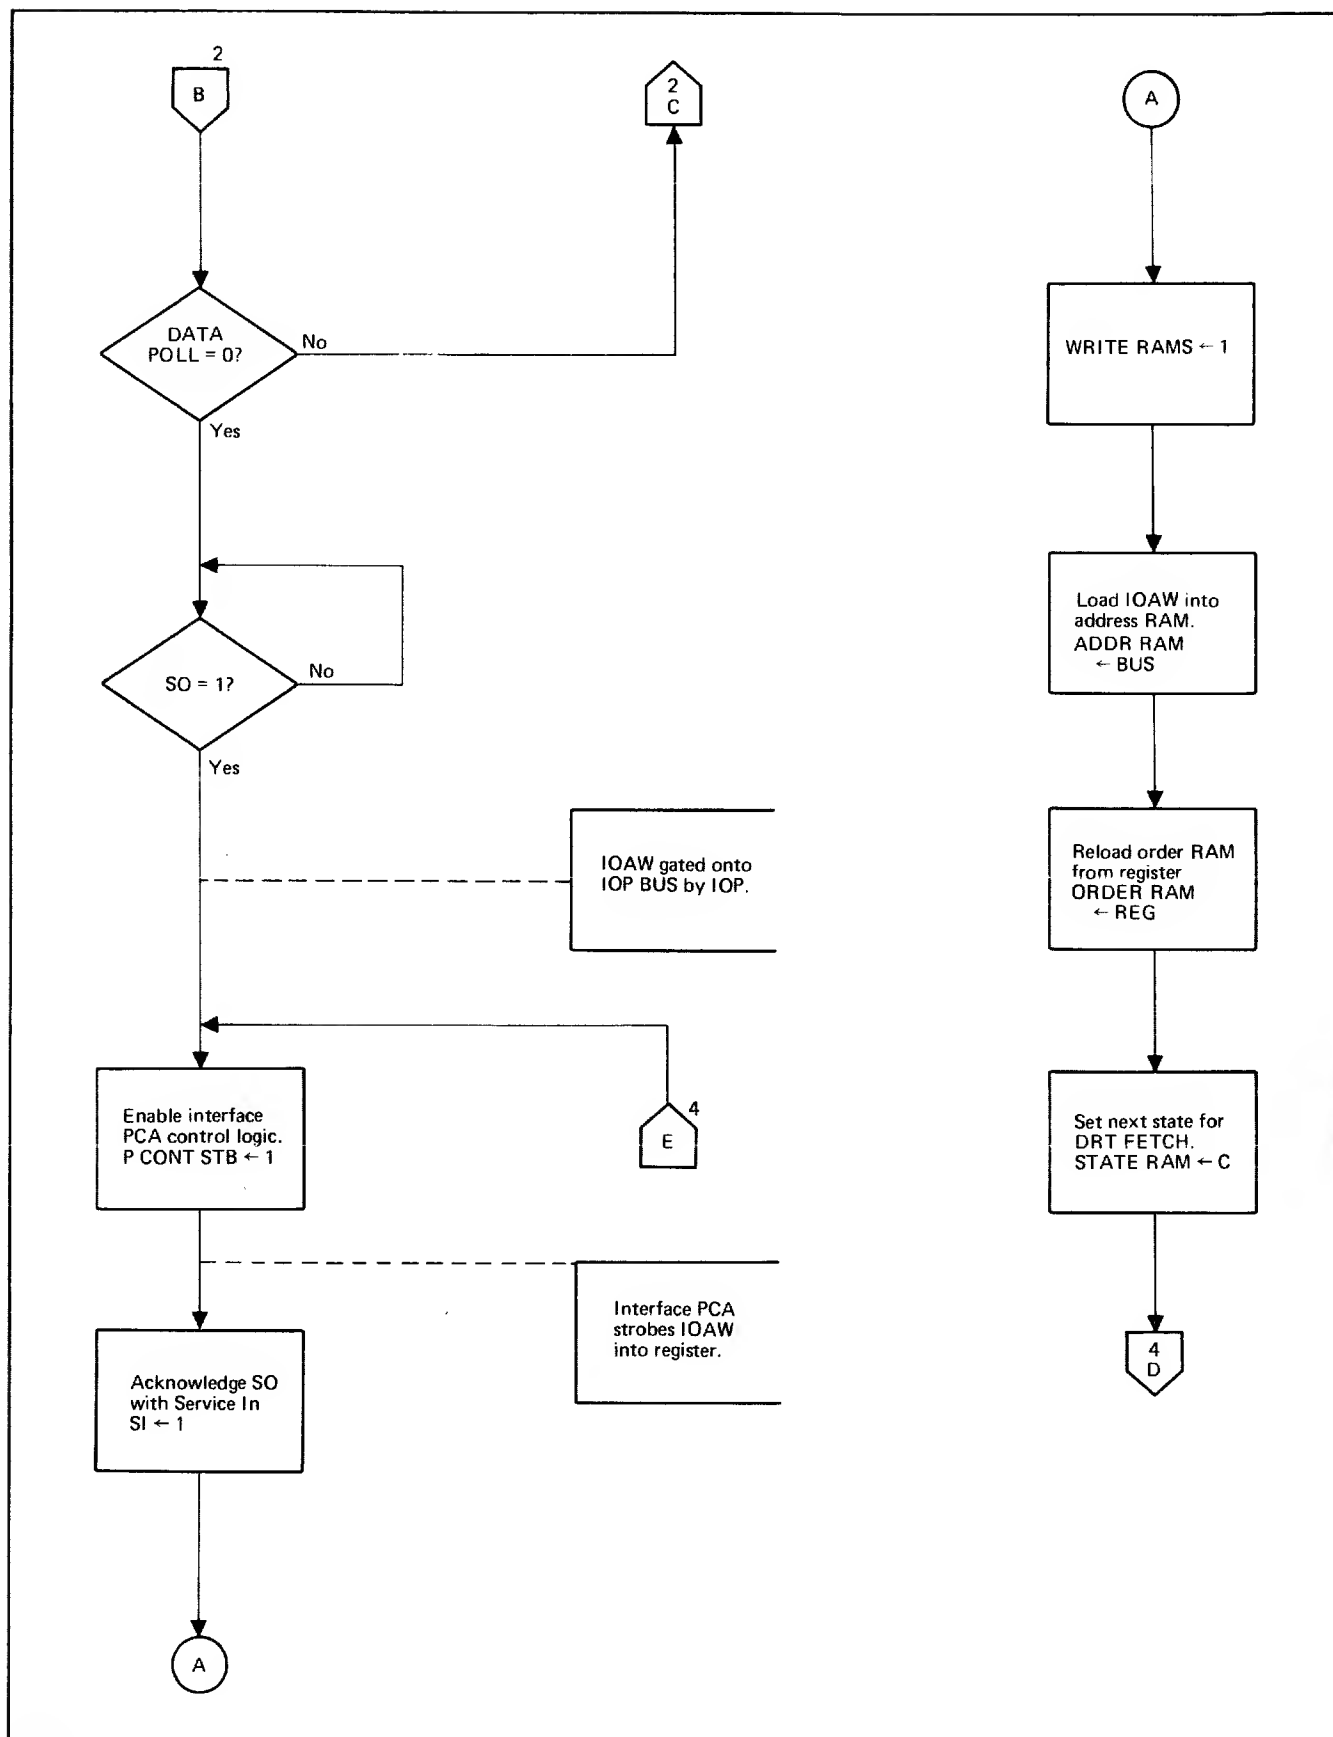 2
B
DATA
POLL = 0?
No
Yes
SO = 1?
No
Yes
IOAW gated onto
IOP BUS by IOP.
Enable interface
PCA control logic.
P CONT STB ← 1
4
E
Interface PCA
strobes IOAW
into register.
Acknowledge SO
with Service In
SI ← 1
A
2
C
A
WRITE RAMS ← 1
Load IOAW into
address RAM.
ADDR RAM
← BUS
Reload order RAM
from register
ORDER RAM
← REG
Set next state for
DRT FETCH.
STATE RAM ← C
4
D